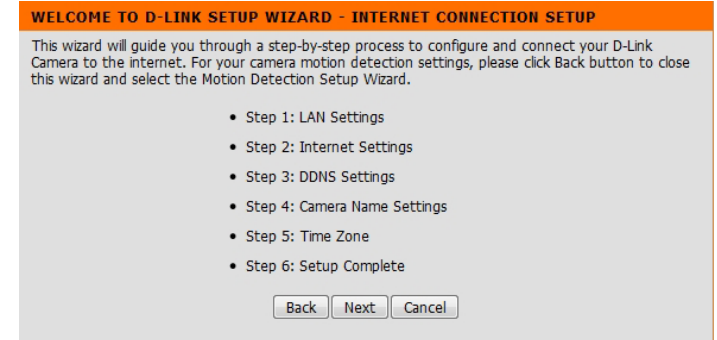 WELCOME TO D-LINK SETUP WIZARD - INTERNET CONNECTION SETUP
This wizard will guide you through a step-by-step process to configure and connect your D-Link
Camera to the internet. For your camera motion detection settings, please click Back button to close
this wizard and select the Motion Detection Setup Wizard.
• Step 1: LAN Settings
• Step 2: Internet Settings
• Step 3: DDNS Settings
• Step 4: Camera Name Settings
• Step 5: Time Zone
• Step 6: Setup Complete
Back Next Cancel